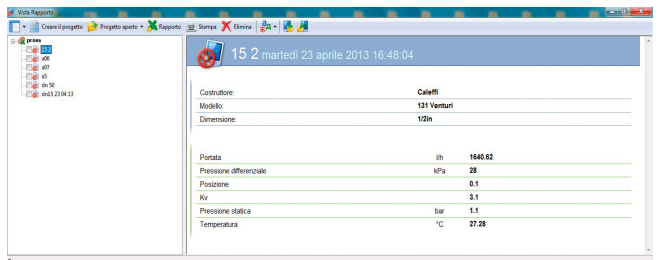 Vista Rapporto
Creare il progetto Progetto aperto Rapporto Stampa Elimina
prova
15 2
a06
a07
a5
dn 50
dn15 23 04 13
15 2 martedì 23 aprile 2013 16:48:04
Costruttore: Caleffi
Modello: 131 Venturi
Dimensione: 1/2in
Portata l/h 1640.62
Pressione differenziale kPa 28
Posizione 0.1
Kv 3.1
Pressione statica bar 1.1
Temperatura °C 27.28